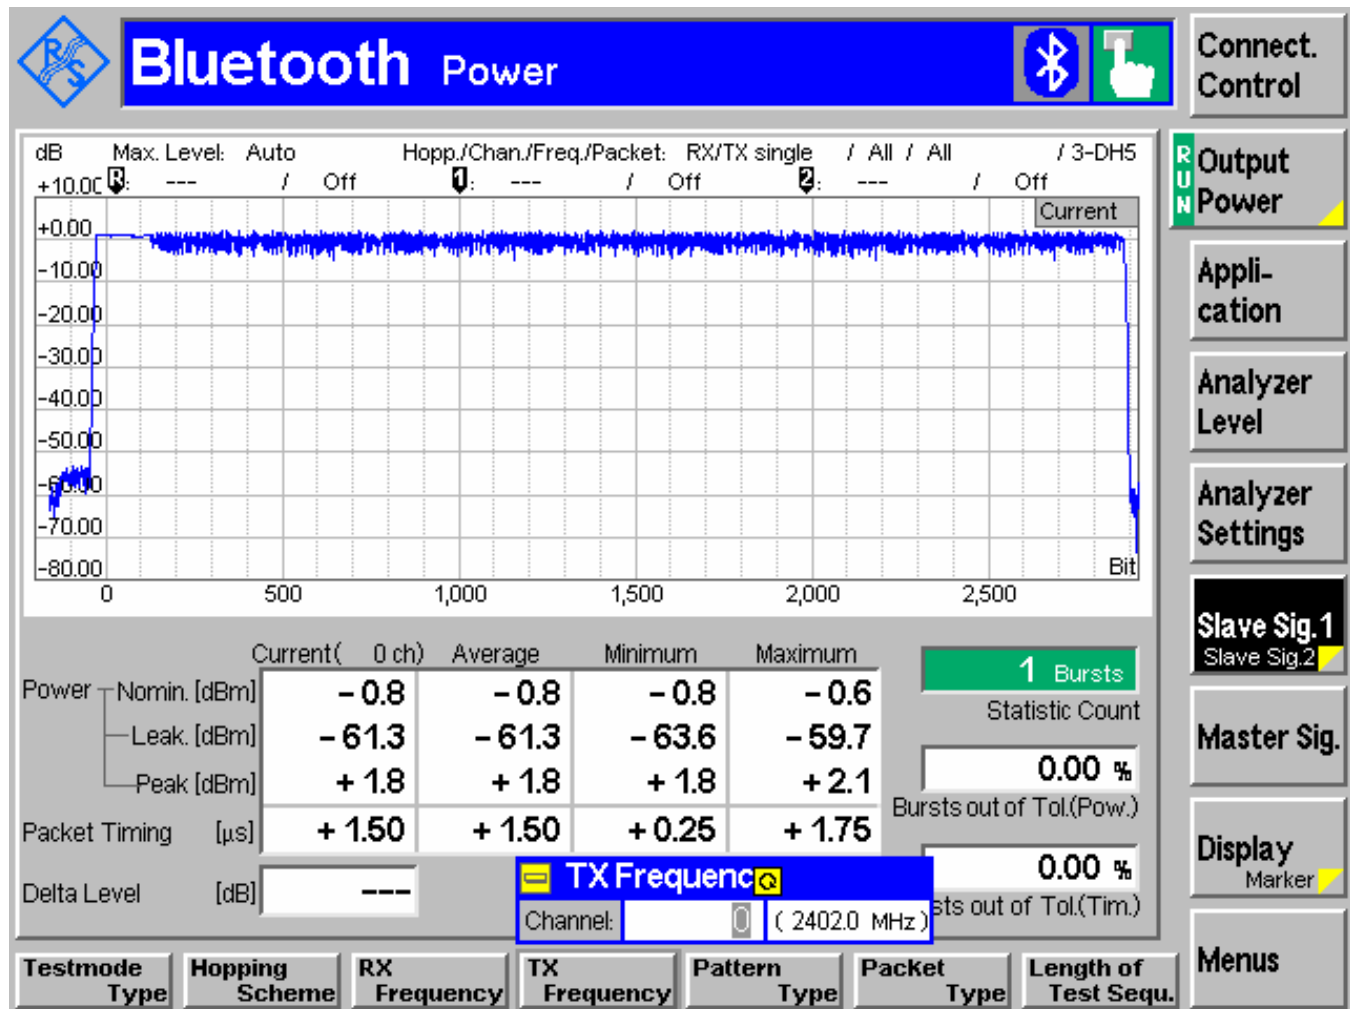 R&S Bluetooth Power
Connect. Control
dB Max. Level: Auto Hopp./Chan./Freq./Packet: RX/TX single / All / All / 3-DH5
+10.00 R: --- / Off 1: --- / Off 2: --- / Off
Current
+0.00
-10.00
-20.00
-30.00
-40.00
-50.00
-60.00
-70.00
-80.00
Bit
0 500 1,000 1,500 2,000 2,500
RUN
Output Power
Appli-
cation
Analyzer Level
Analyzer Settings
Slave Sig.1
Slave Sig.2
Master Sig.
Display
Marker
Menus
Current( 0 ch) Average Minimum Maximum
Power Nomin. [dBm] -0.8 -0.8 -0.8 -0.6
Leak. [dBm] -61.3 -61.3 -63.6 -59.7
Peak [dBm] +1.8 +1.8 +1.8 +2.1
Packet Timing [µs] +1.50 +1.50 +0.25 +1.75
Delta Level [dB] ---
1 Bursts
Statistic Count
0.00 %
Bursts out of Tol.(Pow.)
0.00 %
sts out of Tol.(Tim.)
TX Frequenc
Channel: 0 ( 2402.0 MHz )
Testmode Type
Hopping Scheme
RX Frequency
TX Frequency
Pattern Type
Packet Type
Length of Test Sequ.